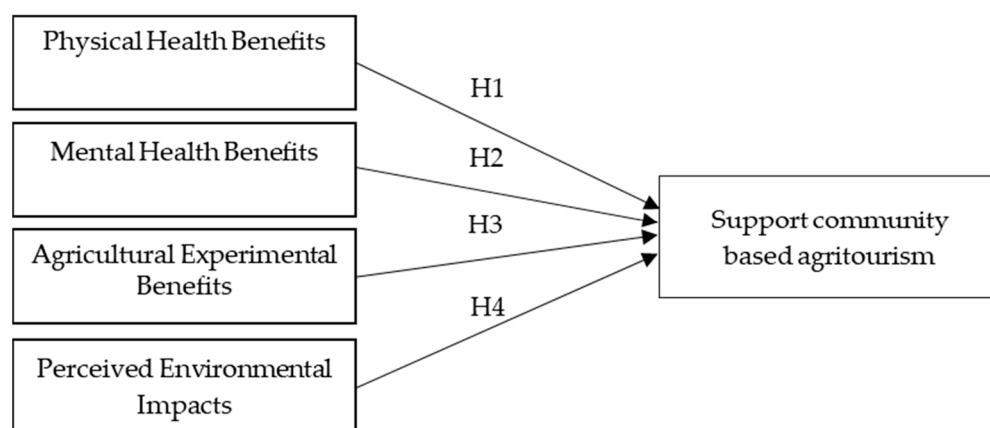 Physical Health Benefits
H1
Mental Health Benefits
H2
H3
Agricultural Experimental
Benefits
H4
Perceived Environmental
Impacts
Support community
based agritourism